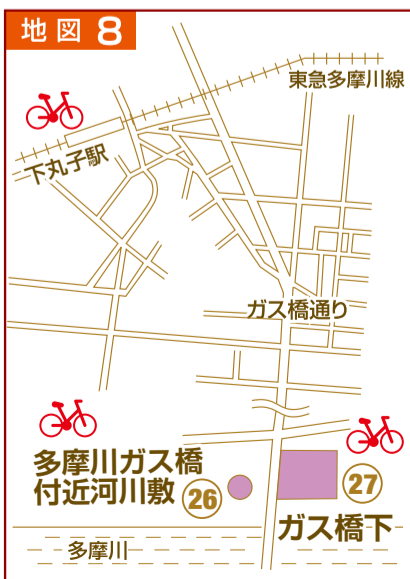 地図 8
東急多摩川線
下丸子駅
ガス橋通り
多摩川ガス橋
付近河川敷 26
27
ガス橋下
多摩川